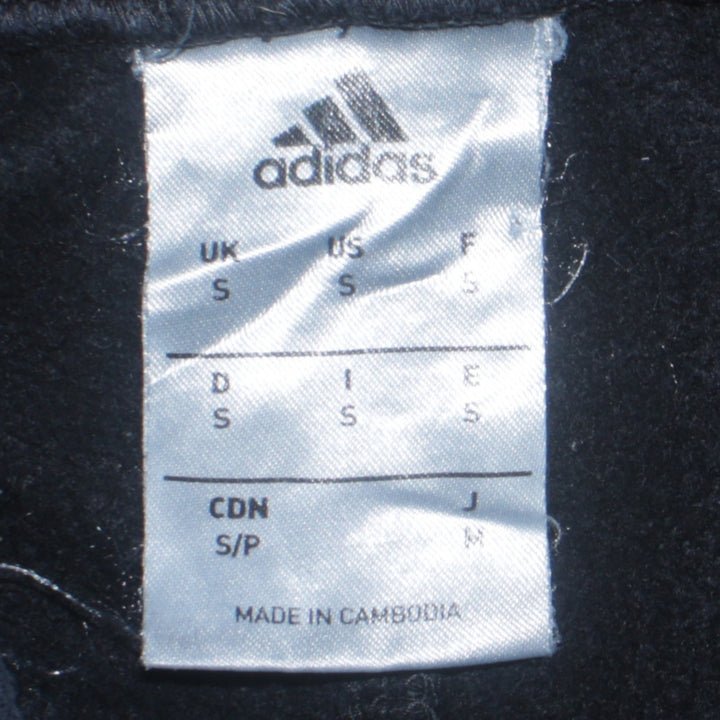 adidas
UK US F
S S S
D I E
S S S
CDN J
S/P M
MADE IN CAMBODIA